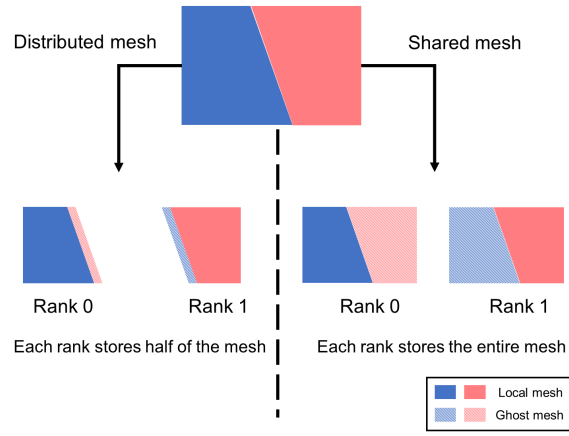 Distributed mesh
Shared mesh
Rank 0
Rank 1
Rank 0
Rank 1
Each rank stores half of the mesh
Each rank stores the entire mesh
Local mesh
Ghost mesh